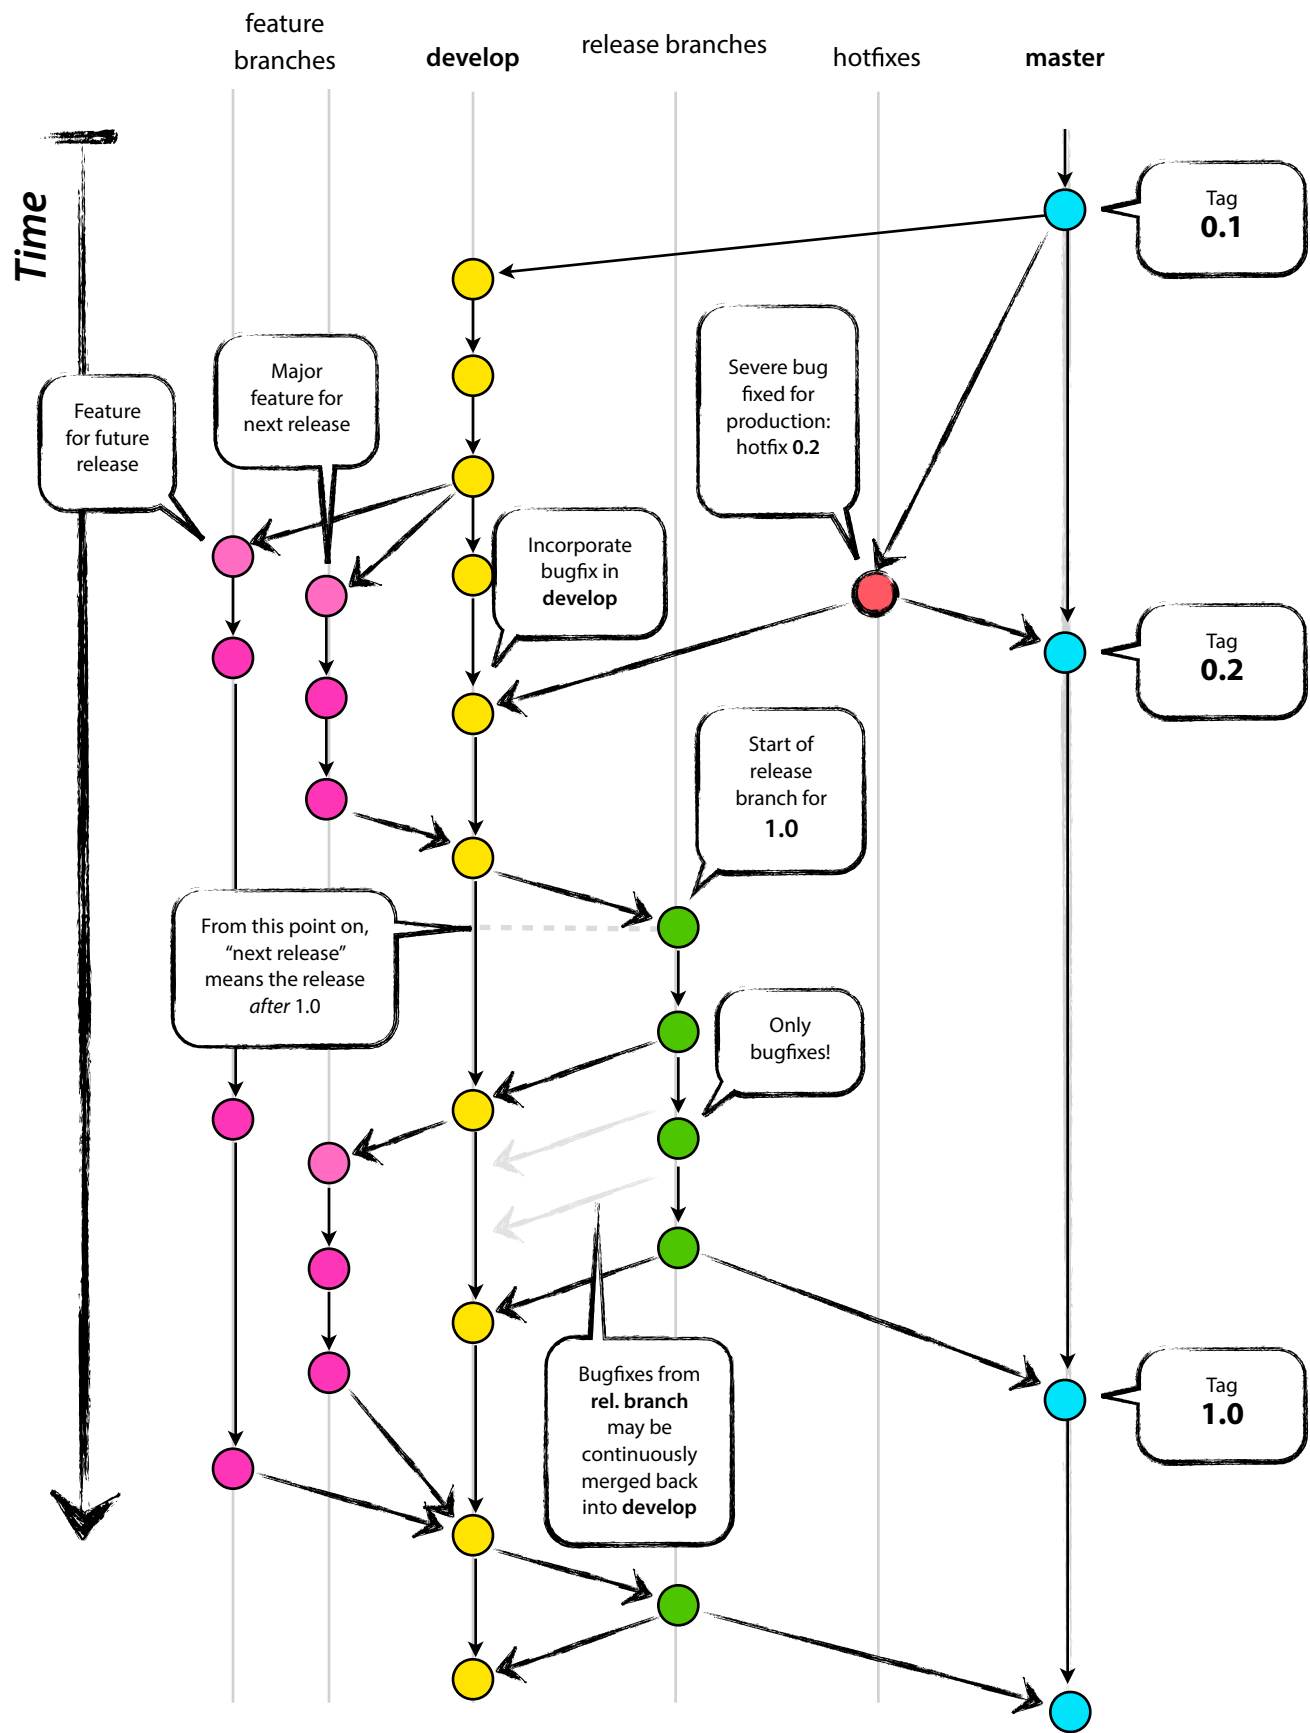 feature
branches
develop
release branches
hotfixes
master
Time
Tag
0.1
Major
feature for
next release
Feature
for future
release
Severe bug
fixed for
production:
hotfix 0.2
Incorporate
bugfix in
develop
Tag
0.2
Start of
release
branch for
1.0
From this point on,
“next release”
means the release
after 1.0
Only
bugfixes!
Bugfixes from
rel. branch
may be
continuously
merged back
into develop
Tag
1.0